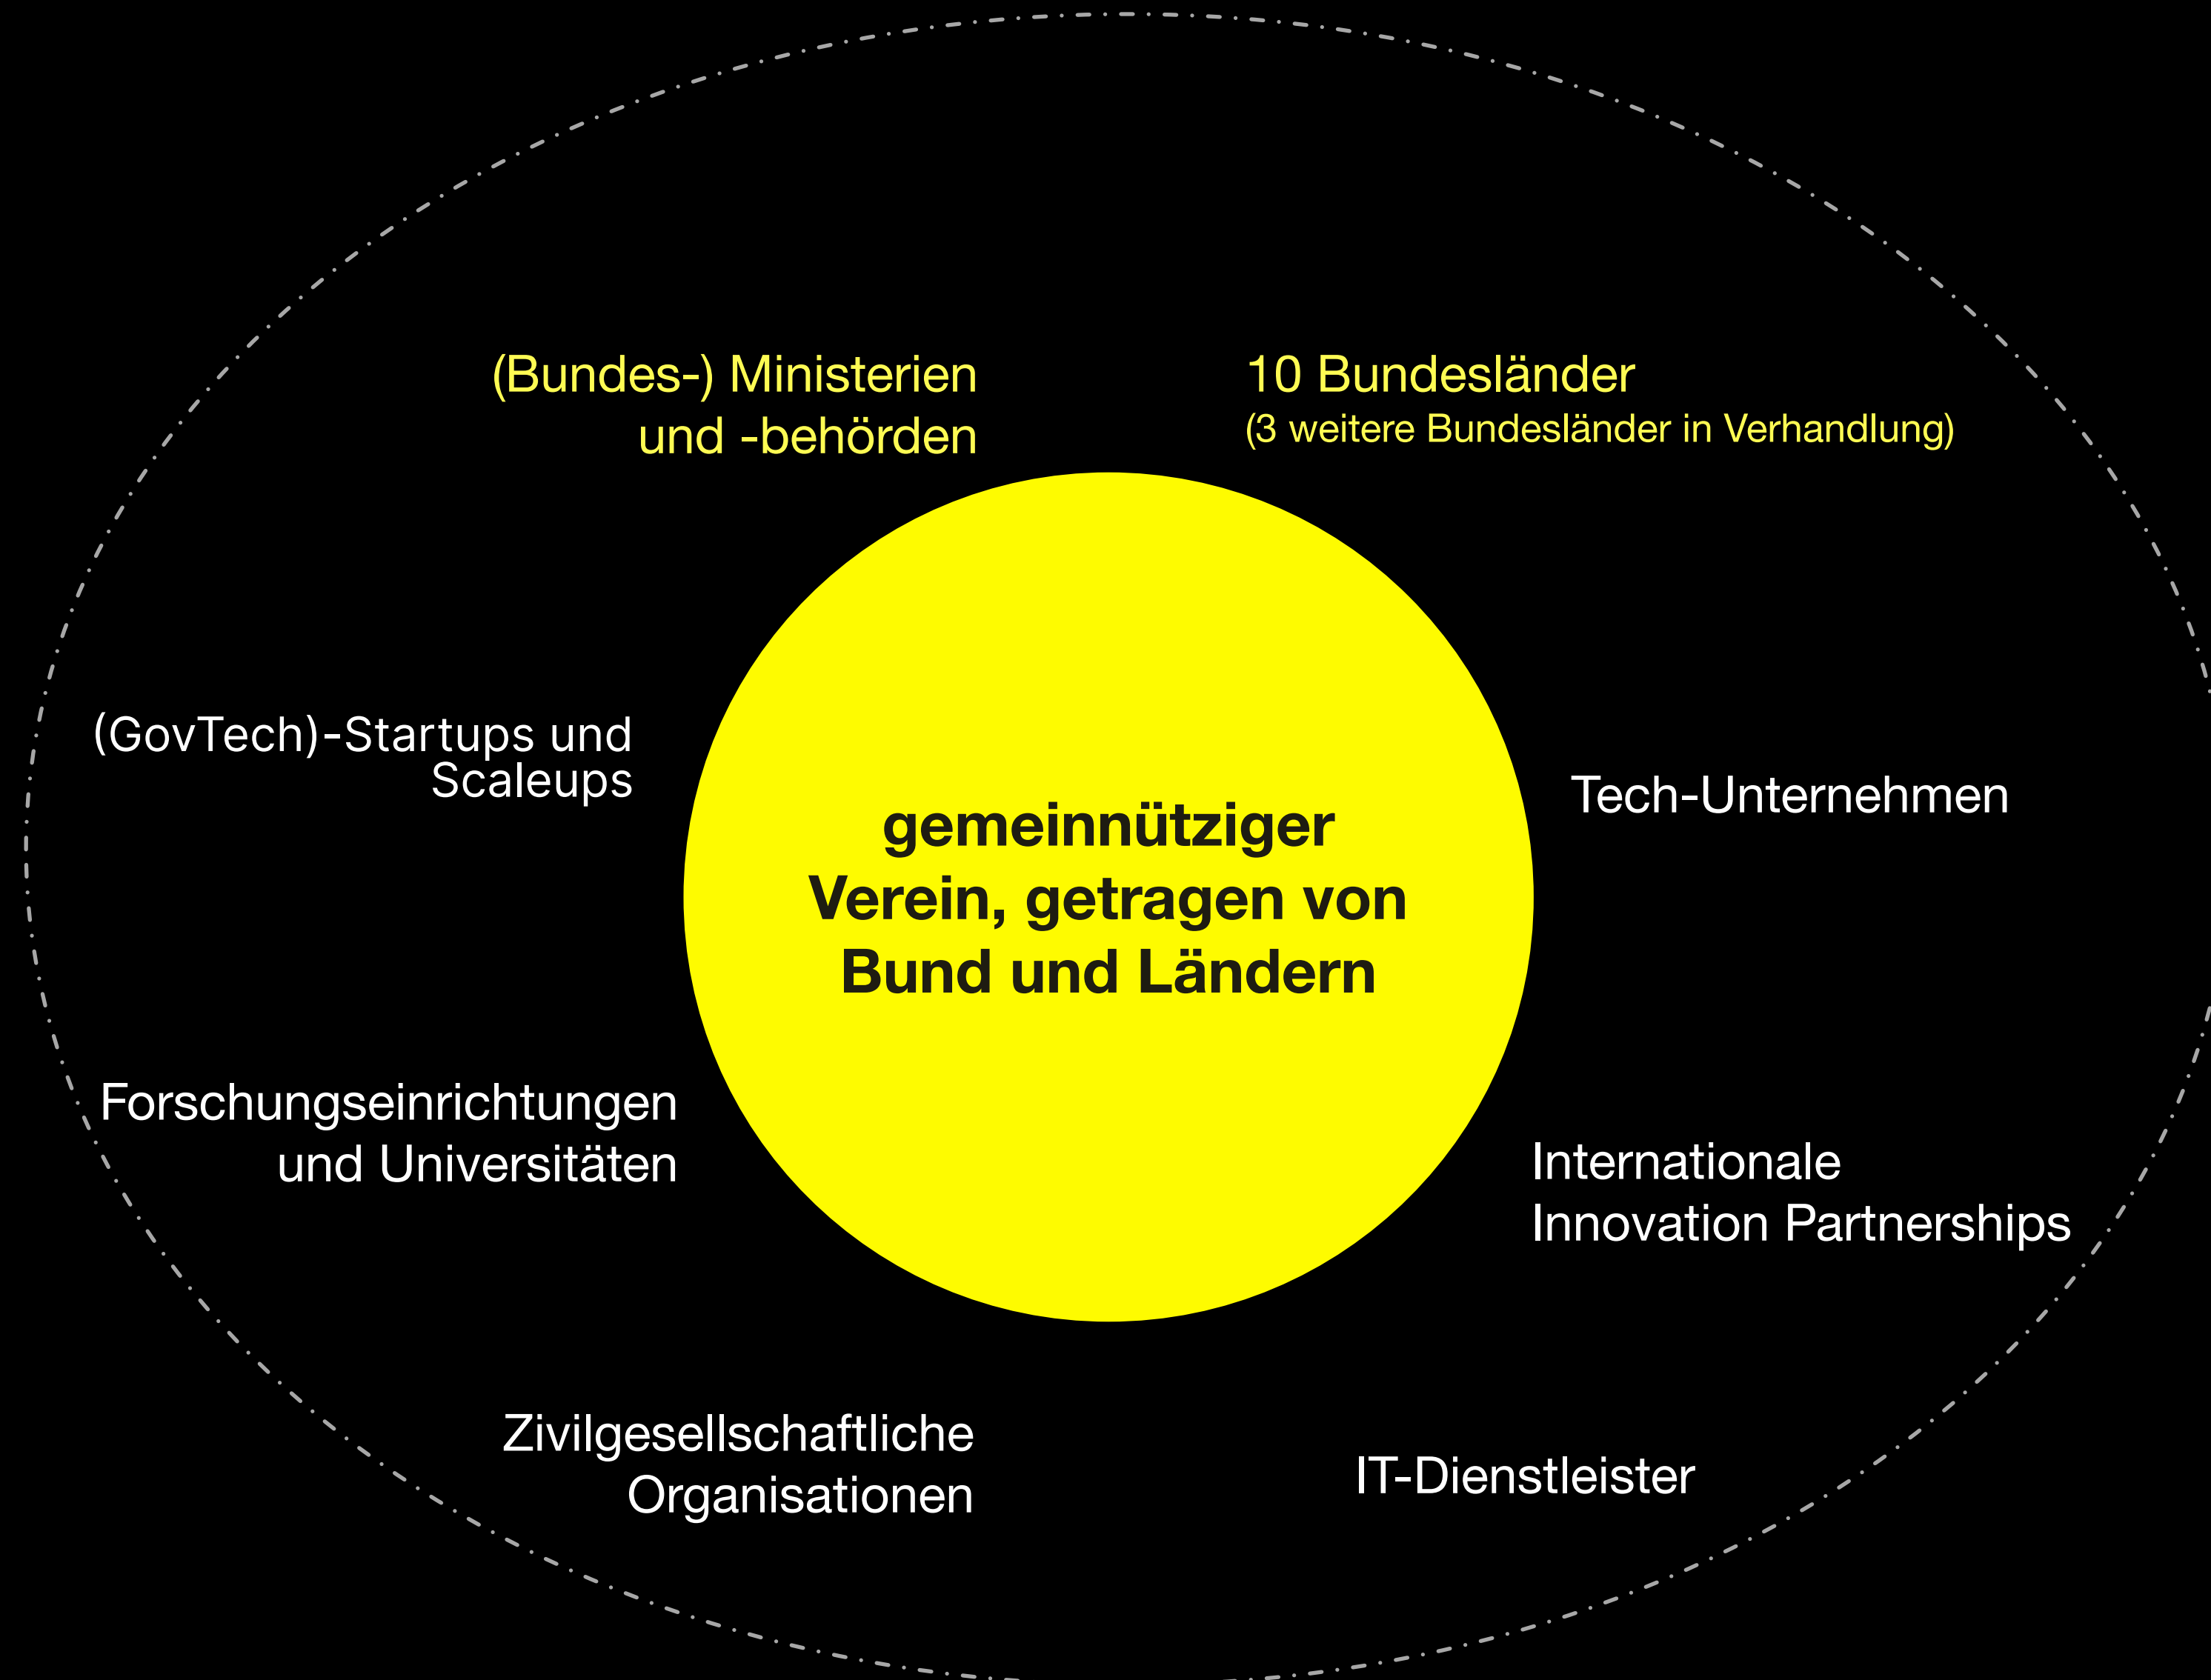 (Bundes-) Ministerien
und -behörden
10 Bundesländer
(3 weitere Bundesländer in Verhandlung)
(GovTech)-Startups und
Scaleups
gemeinnütziger
Verein, getragen von
Bund und Ländern
Tech-Unternehmen
Forschungseinrichtungen
und Universitäten
Internationale
Innovation Partnerships
Zivilgesellschaftliche
Organisationen
IT-Dienstleister